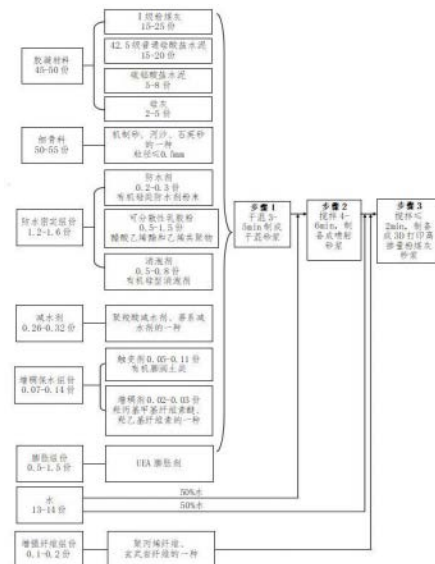 胶凝材料
45-50份
Ⅰ级粉煤灰
15-25份
42.5级普通硅酸盐水泥
15-20份
硫铝酸盐水泥
5-8份
硅灰
2-5份
细骨料
50-55份
机制砂、河沙、石英砂
的一种
粒径≤0.5mm
防水固定组份
1.2-1.6份
防水剂
0.2-0.3份
有机硅类防水剂粉末
可分散性乳胶粉
0.5-1.5份
醋酸乙烯酯和乙烯共聚物
消泡剂
0.5-0.8份
有机硅型消泡剂
减水剂
0.26-0.32份
聚羧酸减水剂、萘系减
水剂的一种
增稠保水组份
0.07-0.14份
触变剂0.05-0.11份
有机膨润土泥
增稠剂0.02-0.03份
羟丙基甲基纤维素醚、
羟乙基纤维素的一种
膨胀组份
0.5-1.5份
UEA膨胀剂
水
13-14份
50%水
50%水
增强纤维组份
0.1-0.2份
聚丙烯纤维、
玄武岩纤维的一种
步骤1
干混3-
5min制成
干混砂浆
步骤2
搅拌4-
6min，制
备成喷射
砂浆
步骤3
搅拌≤
2min，制备
成3D打印高
掺量粉煤灰
砂浆